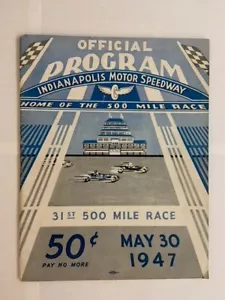 OFFICIAL
PROGRAM
INDIANAPOLIS MOTOR SPEEDWAY
HOME OF THE 500 MILE RACE
31ST 500 MILE RACE
50¢
PAY NO MORE
MAY 30
1947